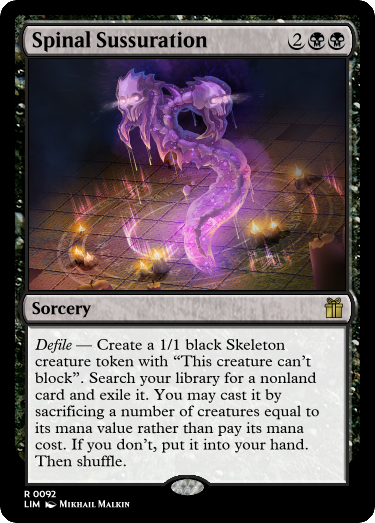 Spinal Sussuration 2
Sorcery
Defile — Create a 1/1 black Skeleton
creature token with “This creature can’t
block”. Search your library for a nonland
card and exile it. You may cast it by
sacrificing a number of creatures equal to
its mana value rather than pay its mana
cost. If you don’t, put it into your hand.
Then shuffle.
R 0092
LIM Mikhail Malkin